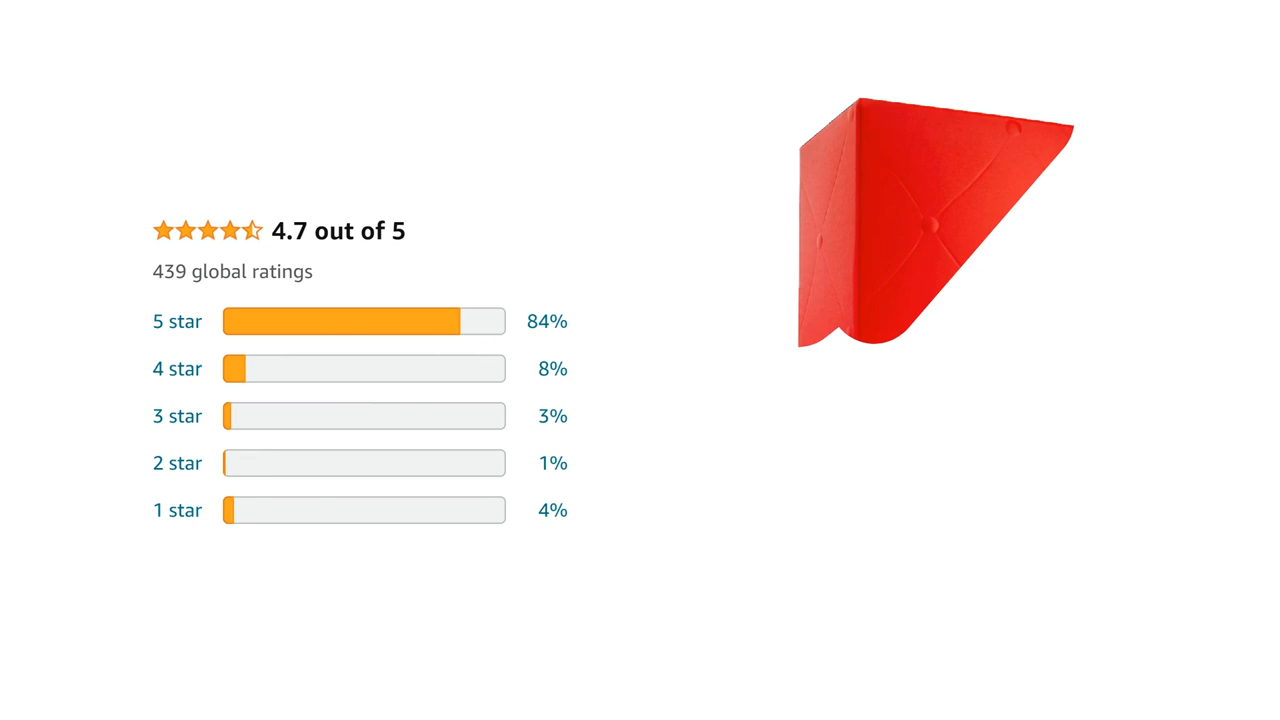 4.7 out of 5
439 global ratings
5 star 84%
4 star 8%
3 star 3%
2 star 1%
1 star 4%